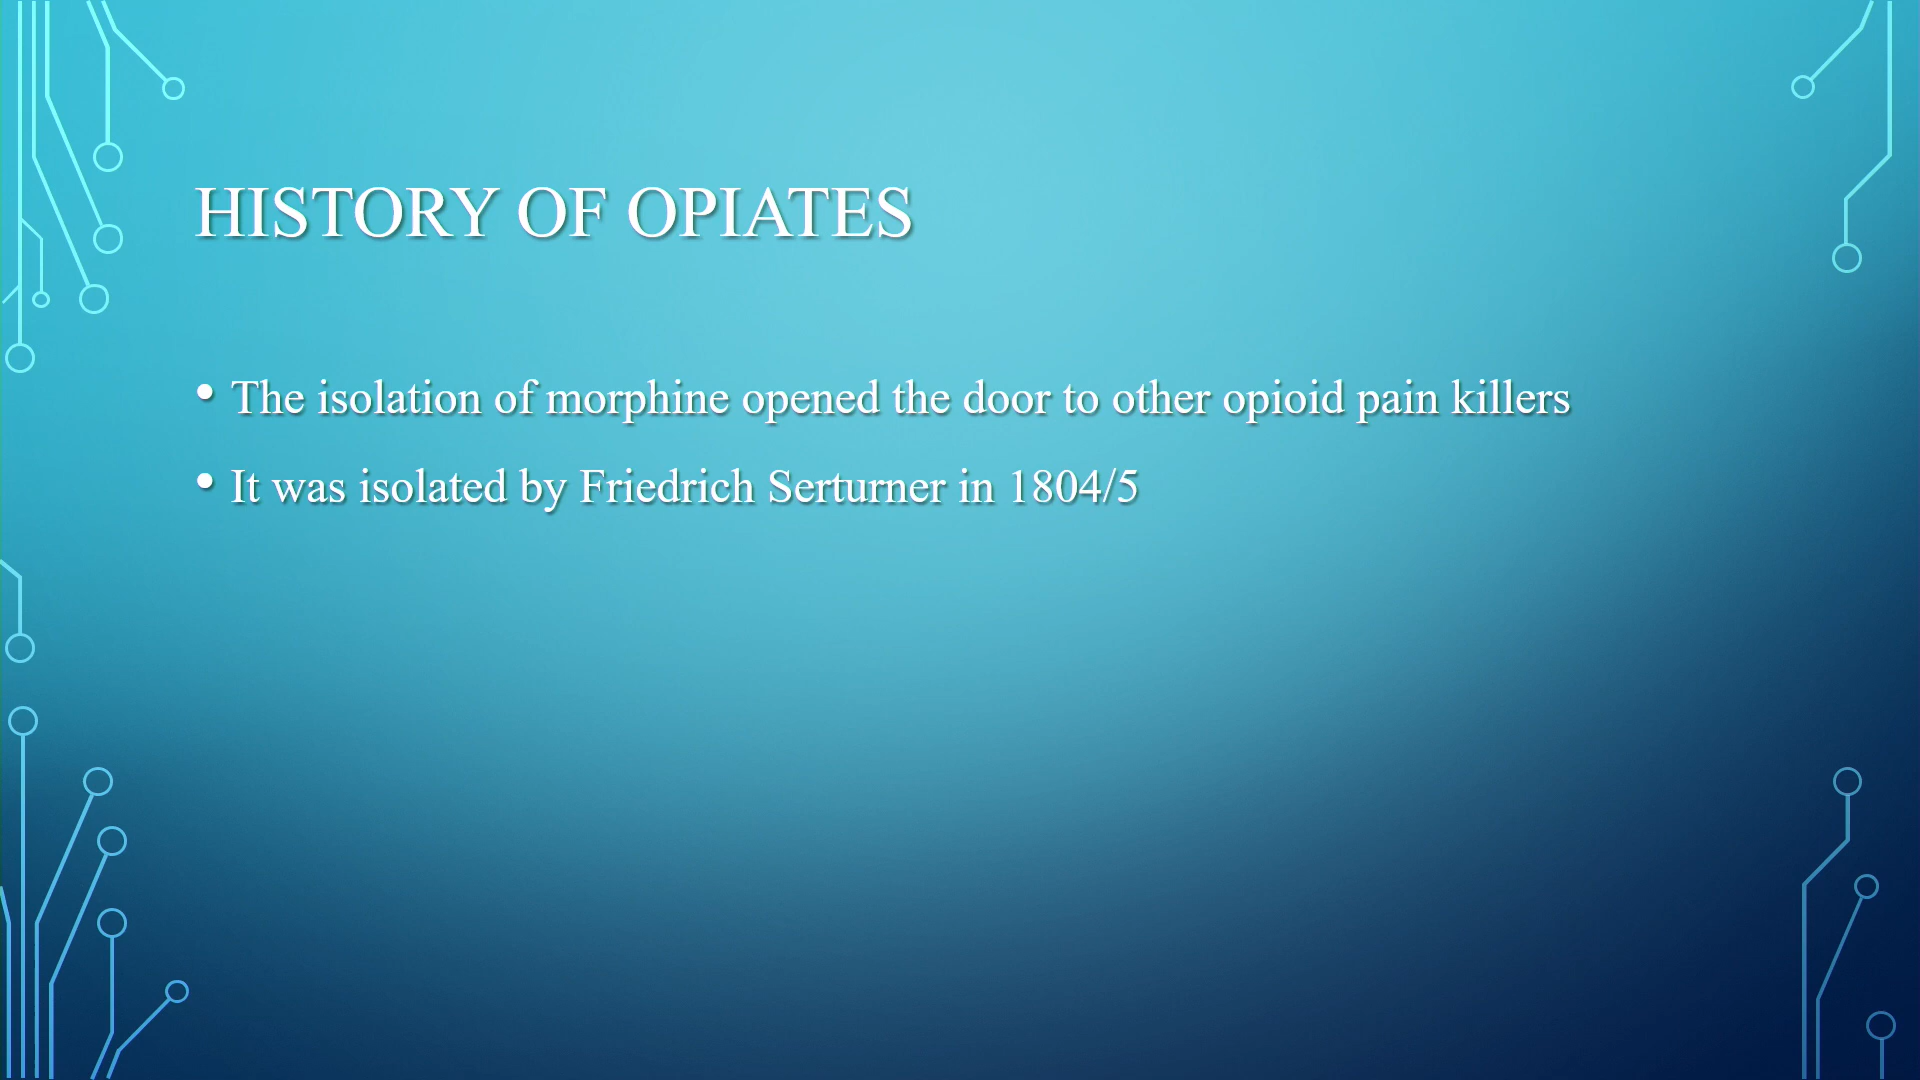 HISTORY OF OPIATES
• The isolation of morphine opened the door to other opioid pain killers
• It was isolated by Friedrich Serturner in 1804/5